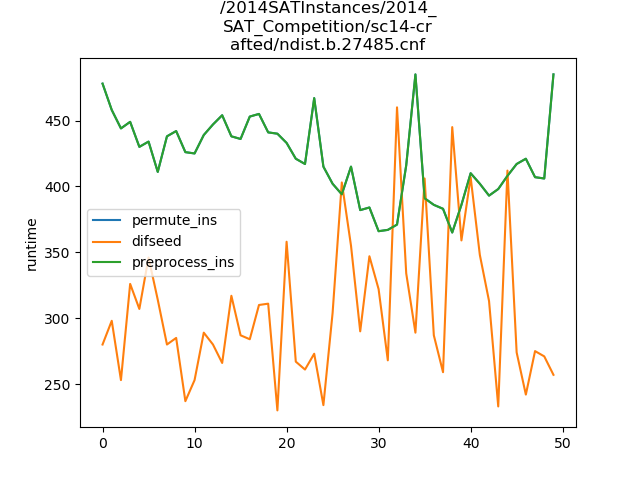 /2014SATInstances/2014_
SAT_Competition/sc14-cr
afted/ndist.b.27485.cnf
runtime
450
400
350
300
250
permute_ins
difseed
preprocess_ins
0
10
20
30
40
50